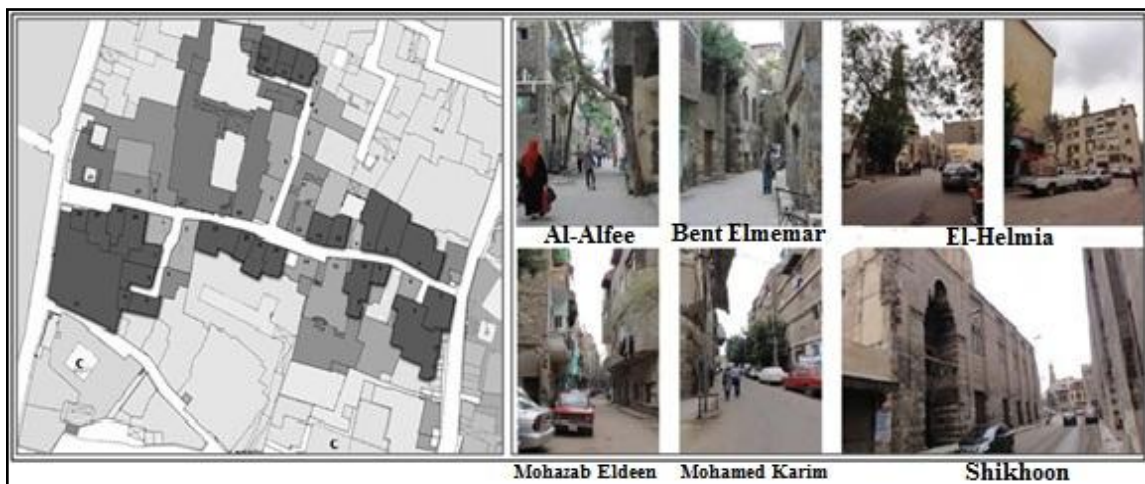 Al-Alfee
Bent Elmemar
El-Helmia
Mohazab Eldeen
Mohamed Karim
Shikhoon
C
C